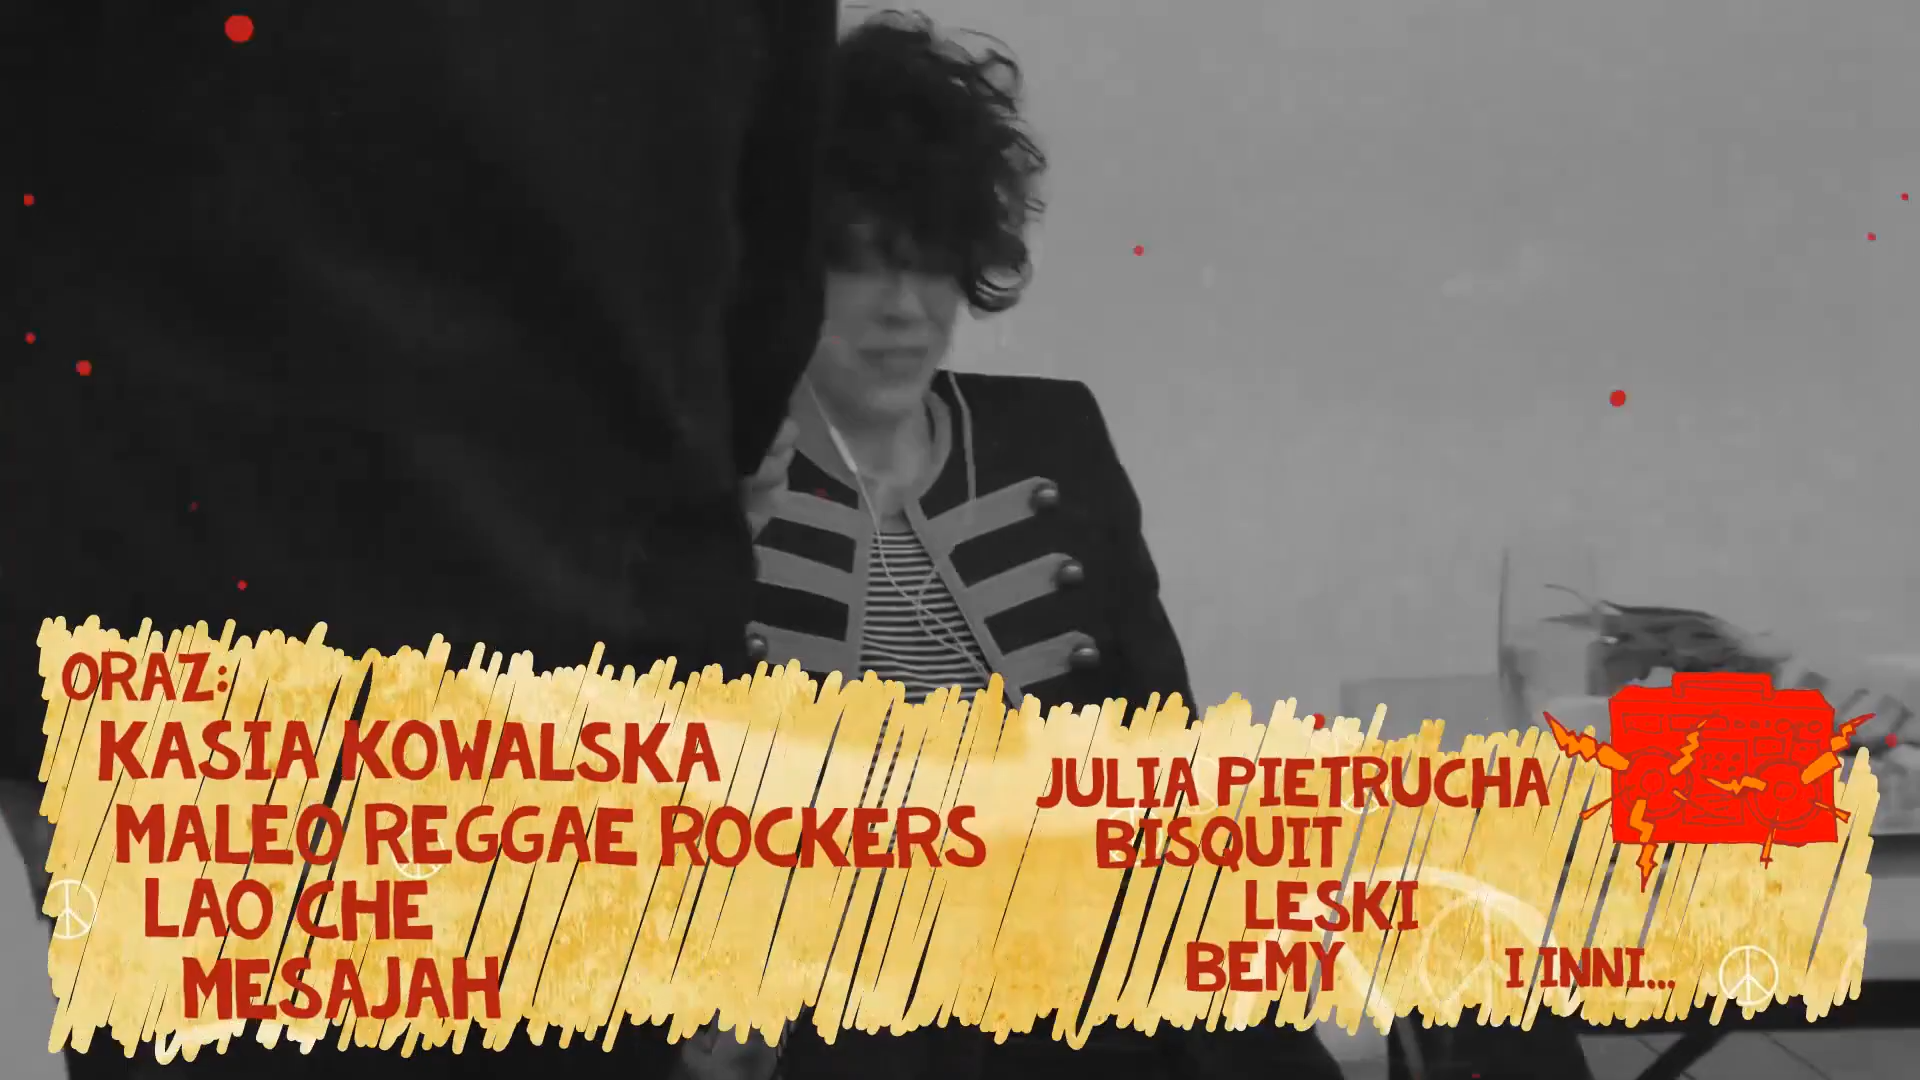 ORAZ:
KASIA KOWALSKA
MALEO REGGAE ROCKERS
LAO CHE
MESAJAH
JULIA PIETRUCHA
BISQUIT
LESKI
BEMY
I INNI...